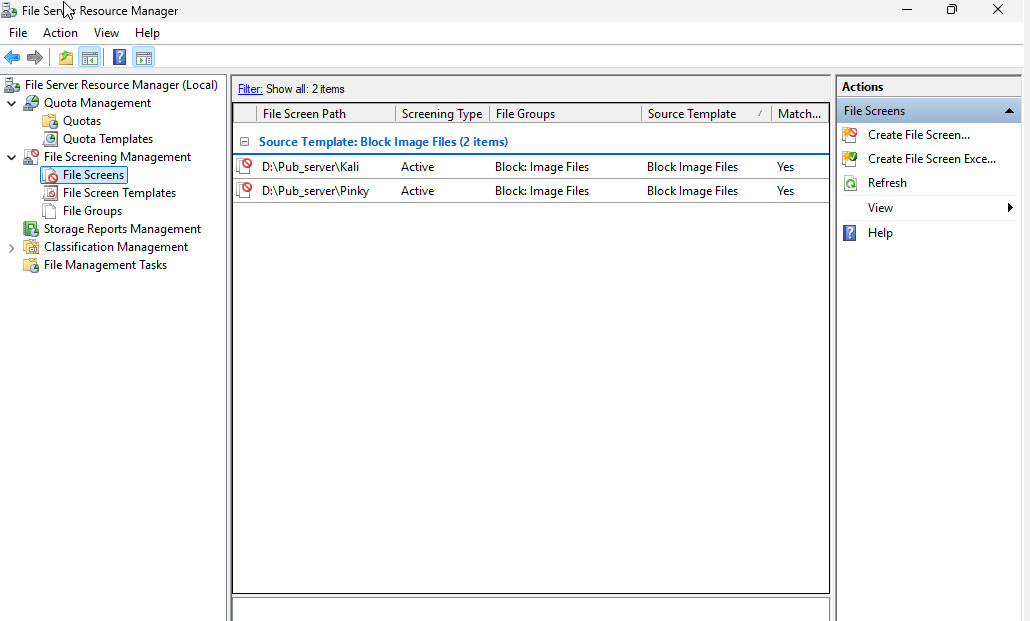 File Server Resource Manager
File Action View Help
File Server Resource Manager (Local)
Quota Management
Quotas
Quota Templates
File Screening Management
File Screens
File Screen Templates
File Groups
Storage Reports Management
Classification Management
File Management Tasks
Filter: Show all: 2 items
File Screen Path Screening Type File Groups Source Template Match...
Source Template: Block Image Files (2 items)
D:\Pub_server\Kali Active Block: Image Files Block Image Files Yes
D:\Pub_server\Pinky Active Block: Image Files Block Image Files Yes
Actions
File Screens
Create File Screen...
Create File Screen Exce...
Refresh
View
Help